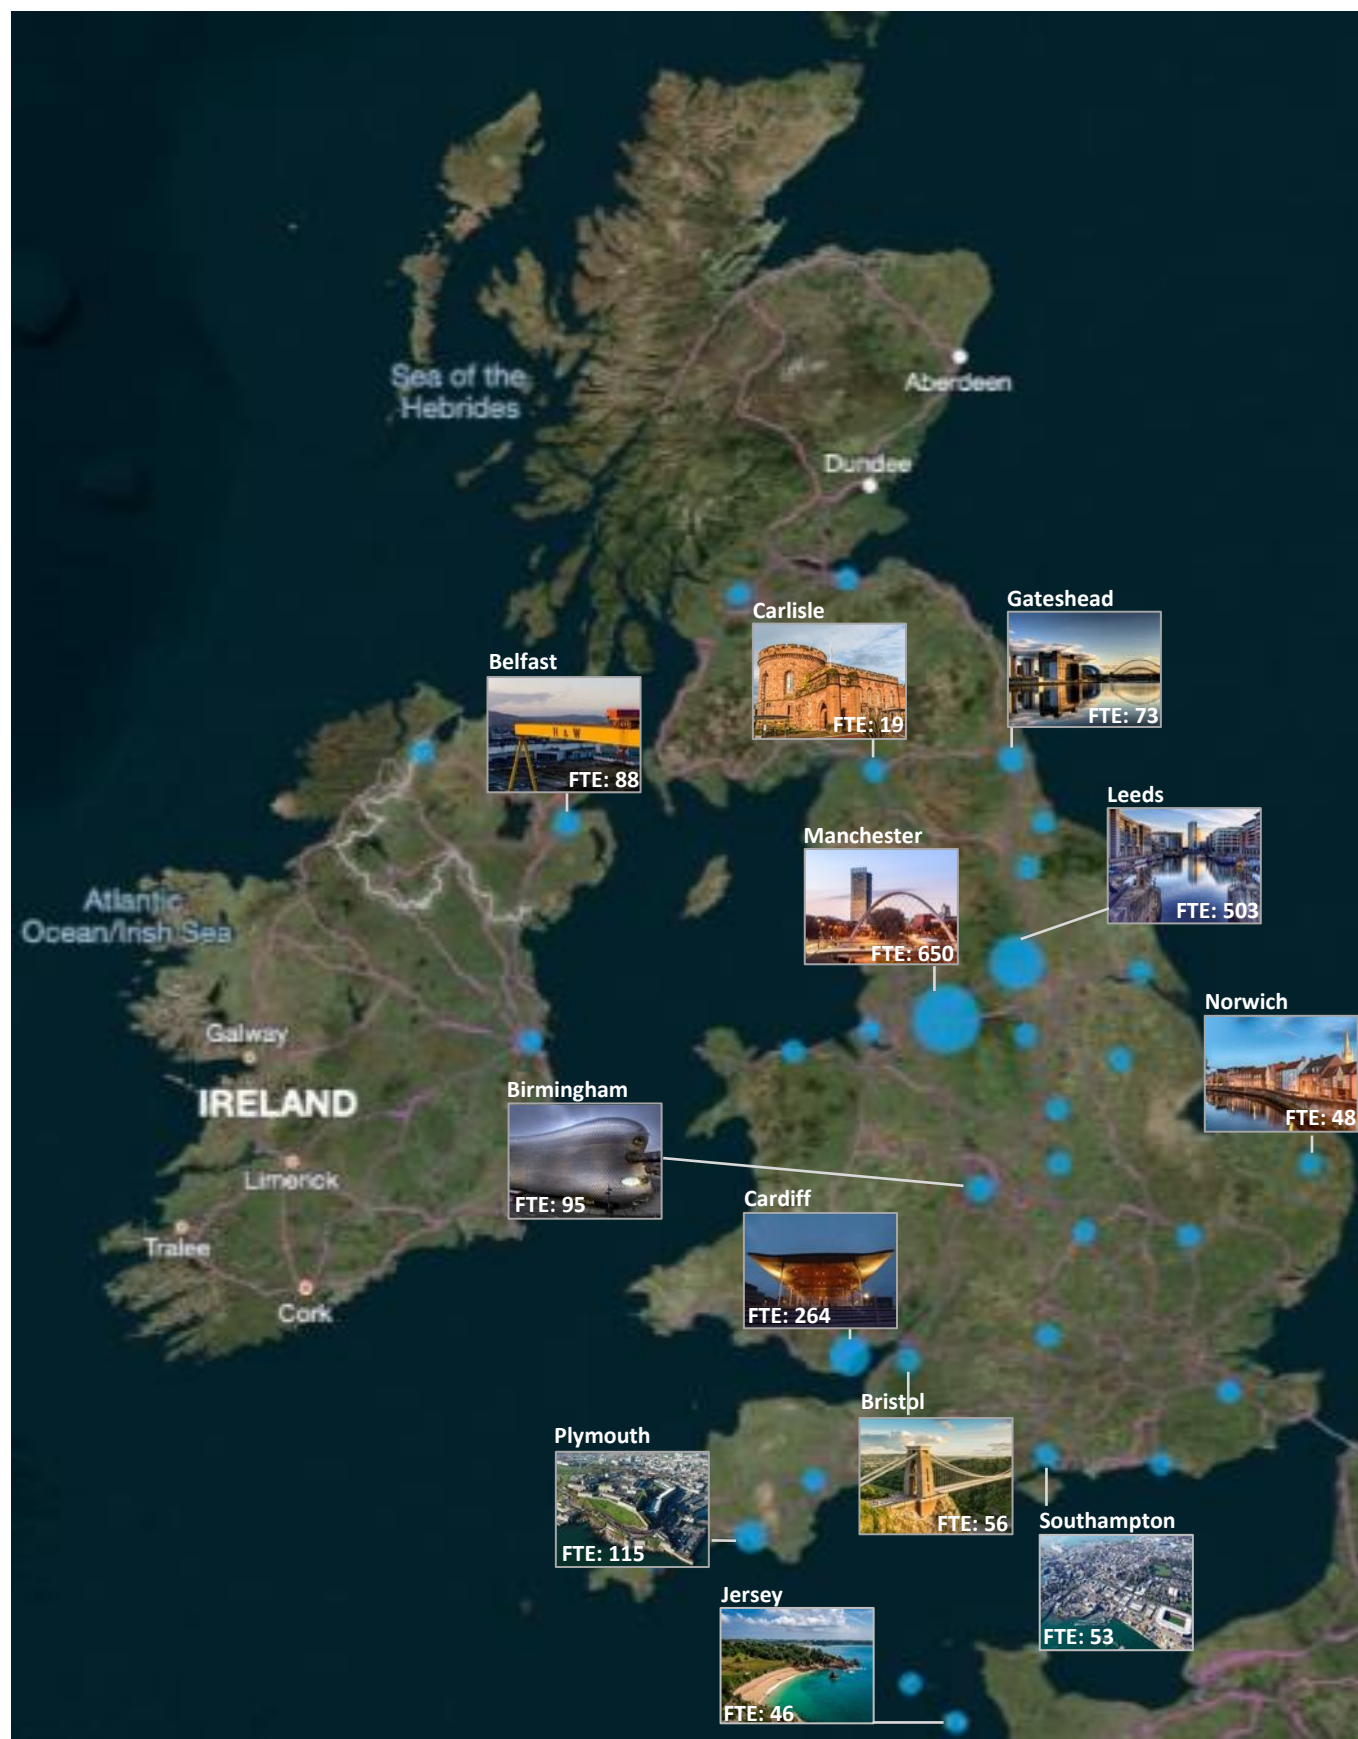 Sea of the
Hebrides
Aberdeen
Dundee
Carlisle
FTE: 19
Gateshead
FTE: 73
Belfast
H & W
FTE: 88
Leeds
FTE: 503
Manchester
FTE: 650
Atlantic
Ocean/Irish Sea
Norwich
FTE: 48
Galway
IRELAND
Birmingham
FTE: 95
Limerick
Cardiff
FTE: 264
Tralee
Cork
Bristol
FTE: 56
Plymouth
FTE: 115
Southampton
FTE: 53
Jersey
FTE: 46